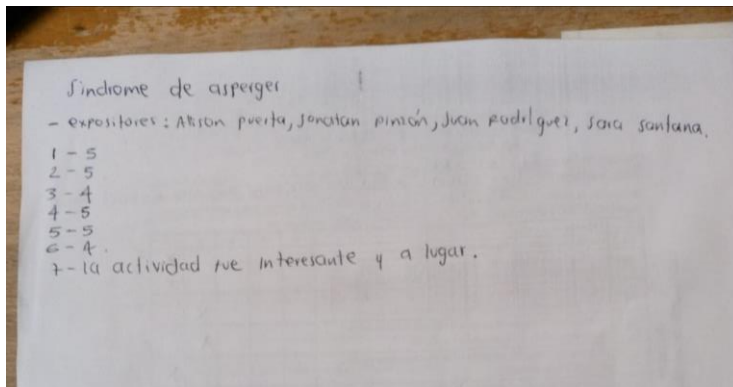 Sindrome de asperger
- expositores: Alison puerta, Jonatan pinzón, Juan Rodríguez, Sara Santana.
1 - 5
2 - 5
3 - 4
4 - 5
5 - 5
6 - 4.
7 - la actividad fue interesante y a lugar.